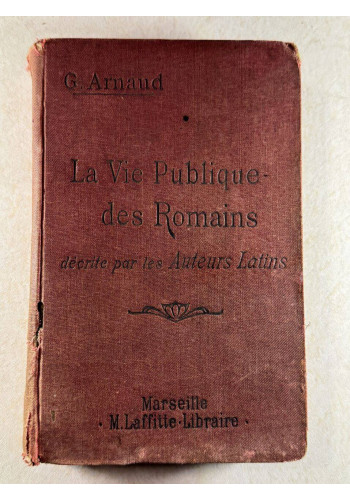 G. Arnaud
La Vie Publique
des Romains
décrite par les Auteurs Latins
Marseille
M. Laffitte-Libraire